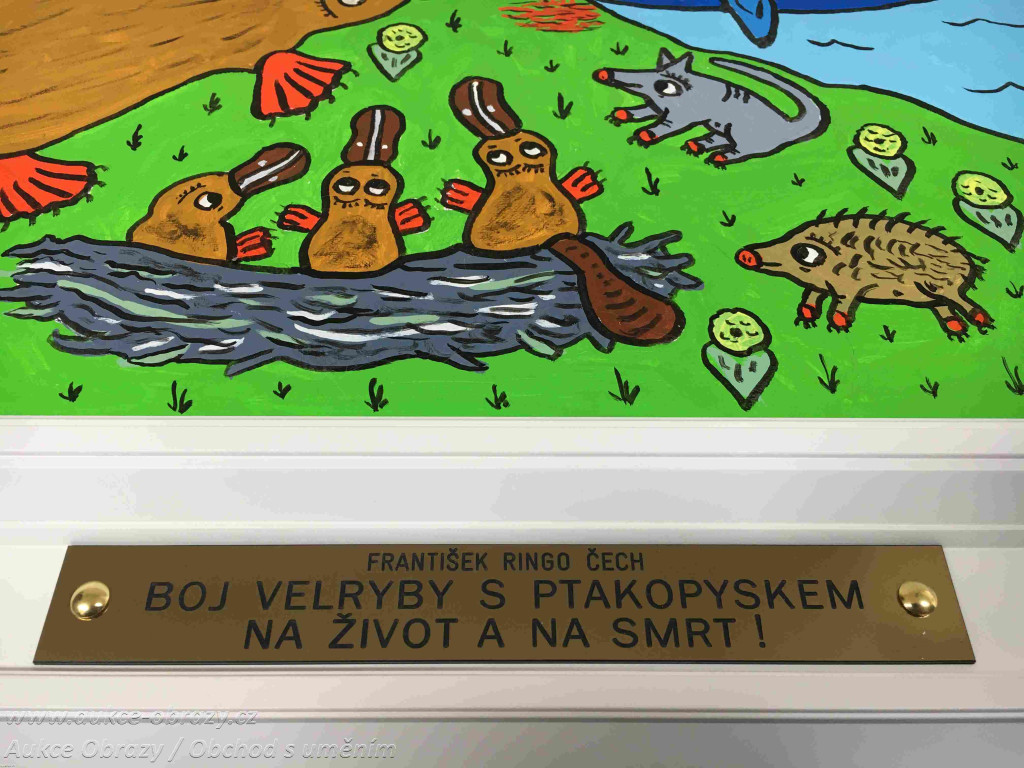 FRANTIŠEK RINGO ČECH
BOJ VELRYBY S PTAKOPYSKEM
NA ŽIVOT A NA SMRT!
www.aukce-obrazy.cz
Aukce Obrazy / Obchod s uměním